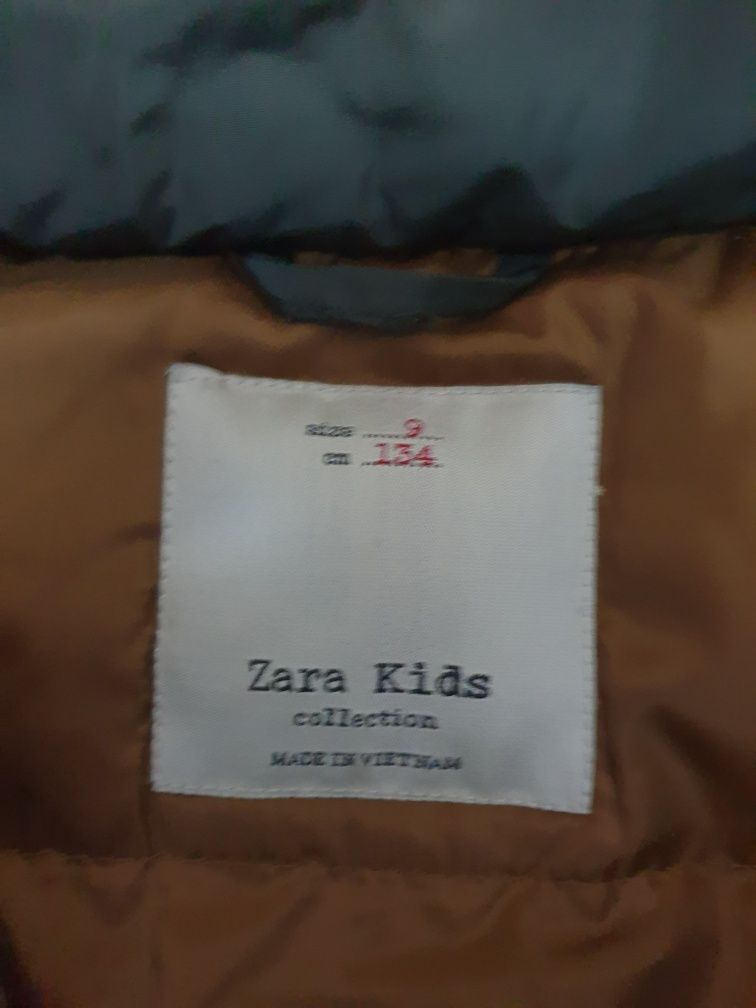 size 9
cm 134
Zara Kids
collection
MADE IN VIETNAM